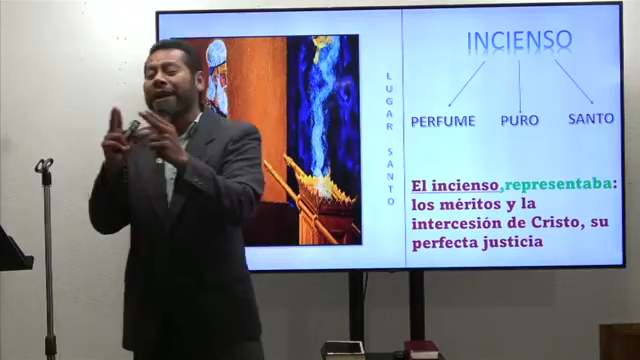 LUGAR SANTO
INCIENSO
PERFUME PURO SANTO
El incienso,representaba:
los méritos y la
intercesión de Cristo, su
perfecta justicia